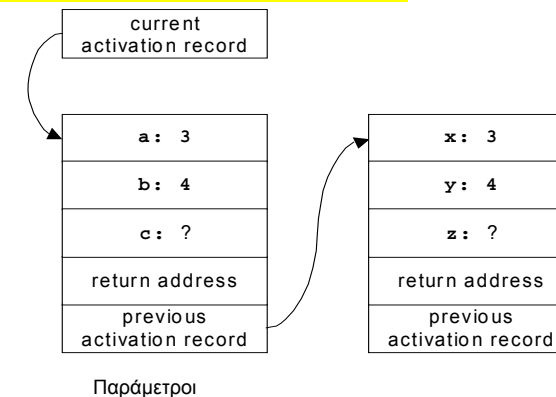 current
activation record
a: 3
b: 4
c: ?
return address
previous
activation record
x: 3
y: 4
z: ?
return address
previous
activation record
Παράμετροι